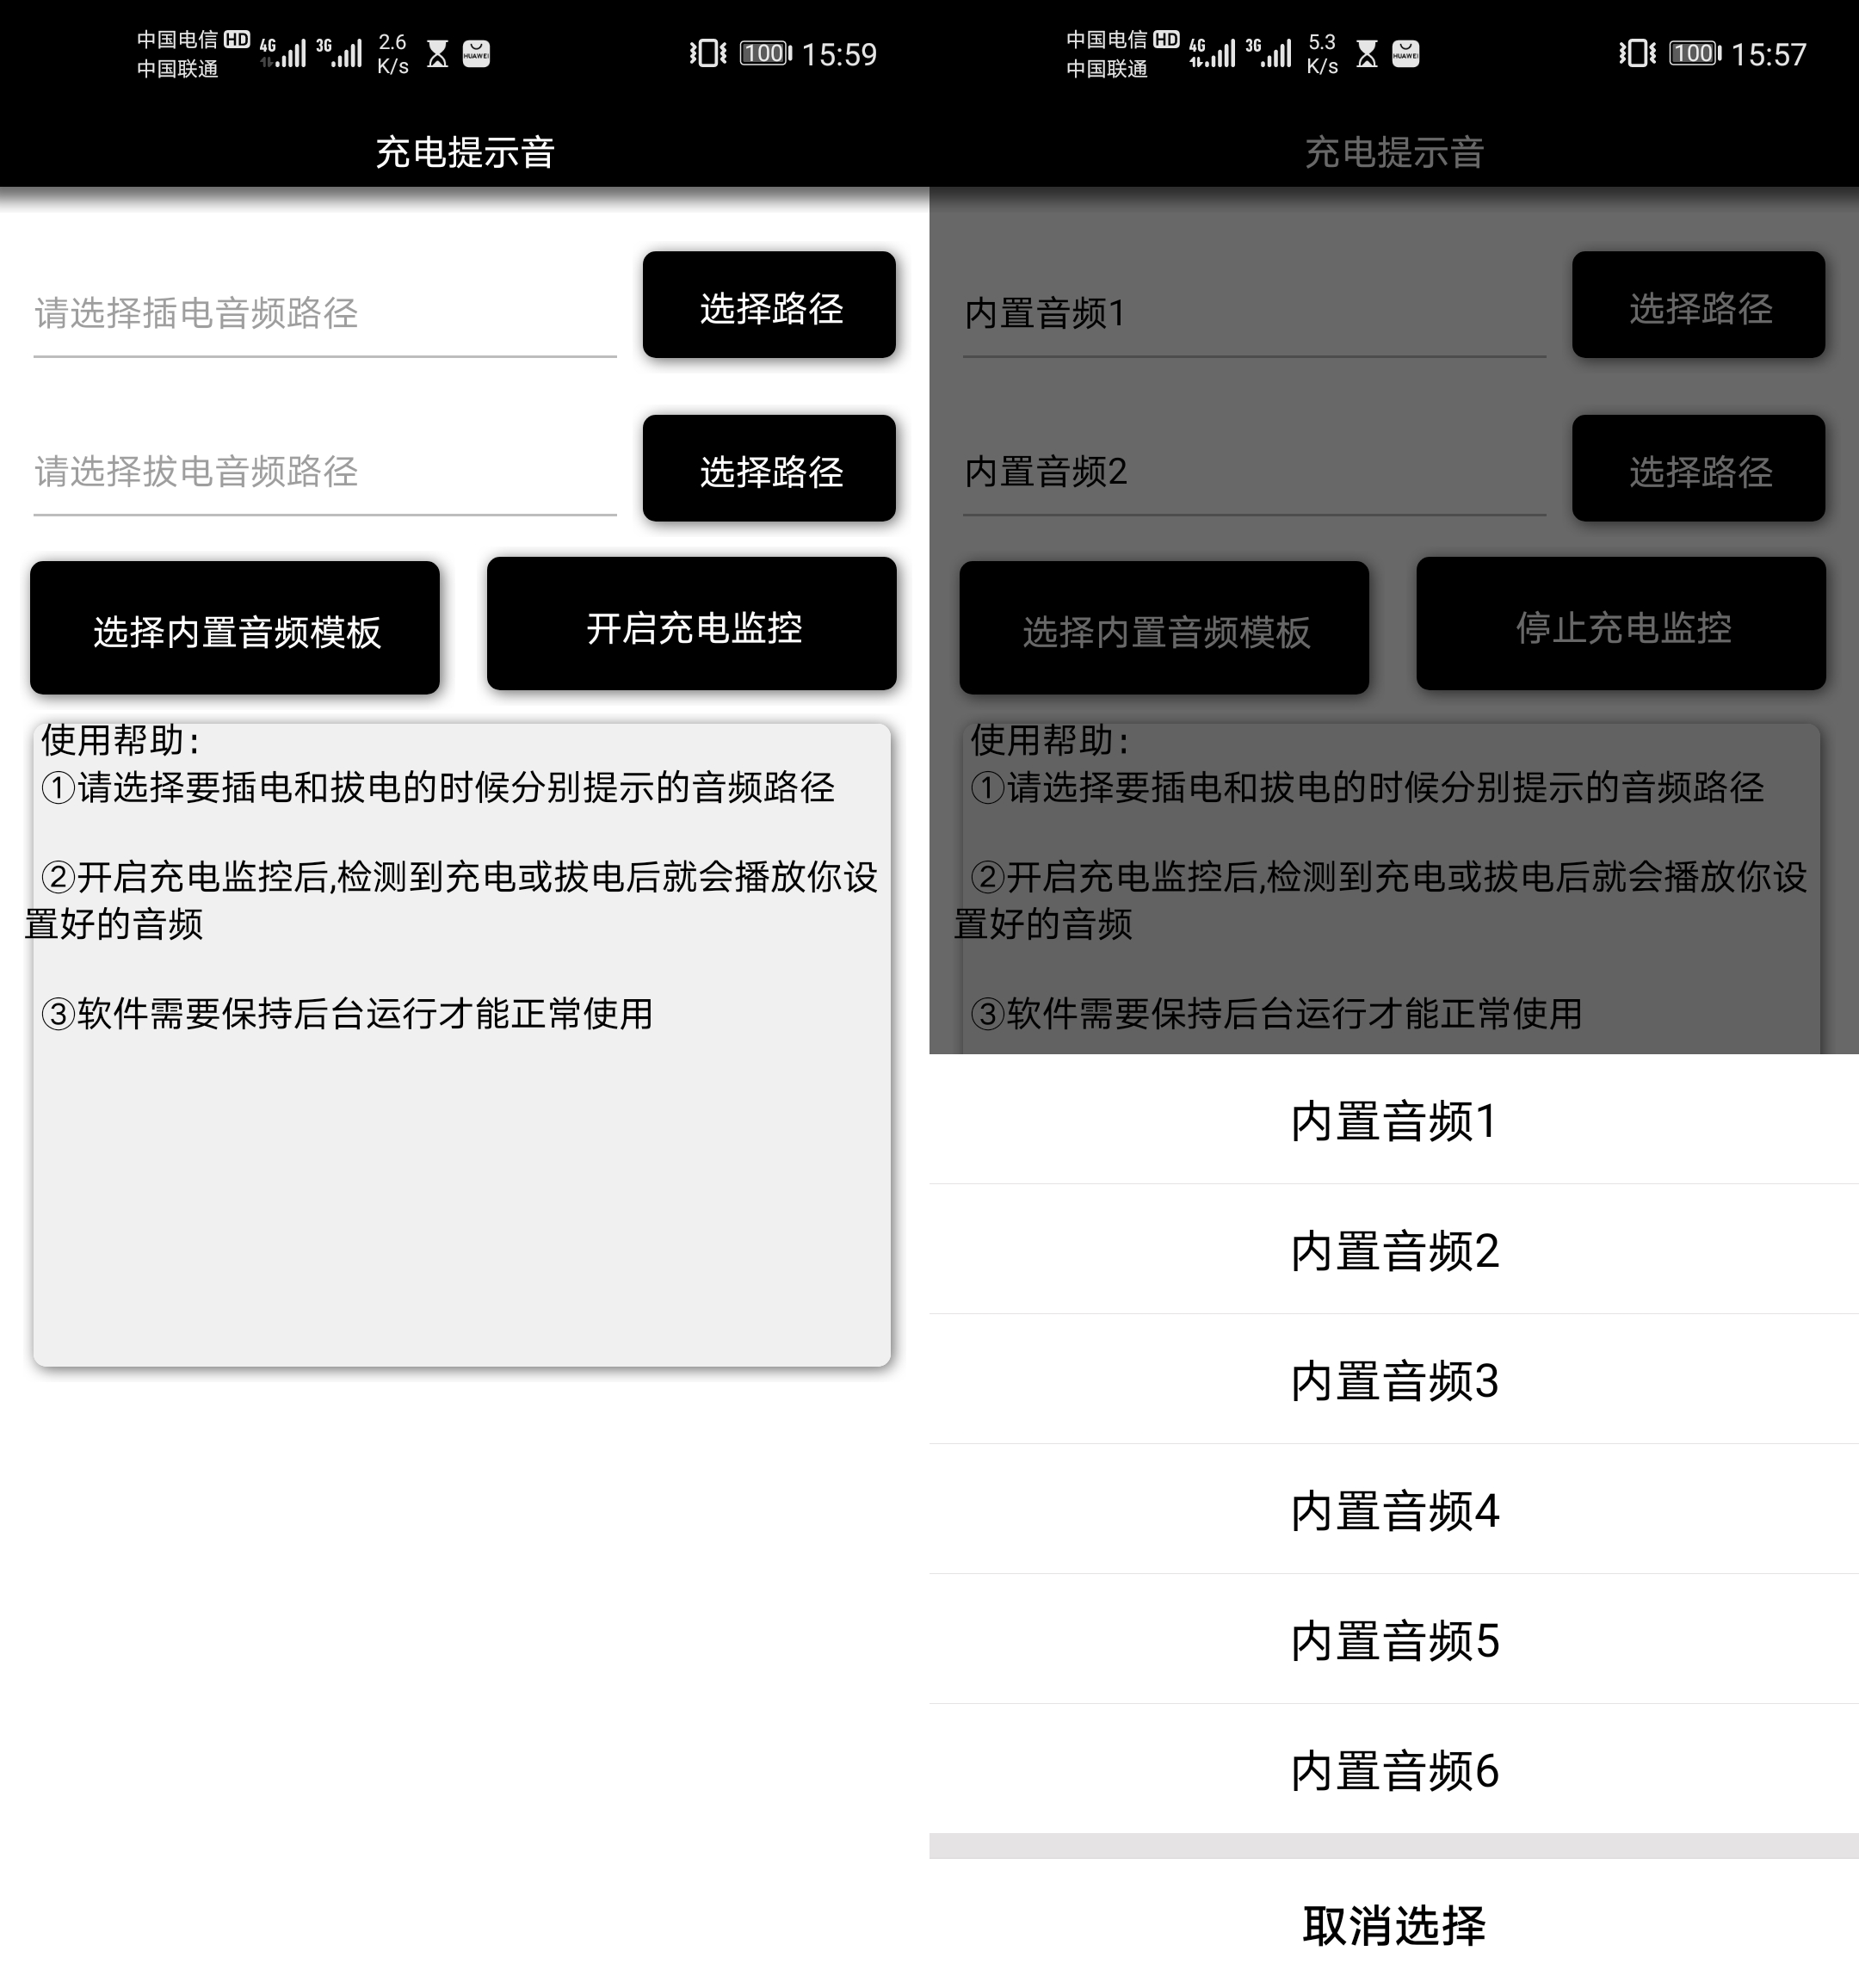 中国电信 HD 4G 3G 2.6 K/s HUAWEI 100 15:59
中国联通
充电提示音
请选择插电音频路径 选择路径
请选择拔电音频路径 选择路径
选择内置音频模板 开启充电监控
使用帮助:
①请选择要插电和拔电的时候分别提示的音频路径
②开启充电监控后,检测到充电或拔电后就会播放你设
置好的音频
③软件需要保持后台运行才能正常使用
中国电信 HD 4G 3G 5.3 K/s HUAWEI 100 15:57
中国联通
充电提示音
内置音频1 选择路径
内置音频2 选择路径
选择内置音频模板 停止充电监控
使用帮助:
①请选择要插电和拔电的时候分别提示的音频路径
②开启充电监控后,检测到充电或拔电后就会播放你设
置好的音频
③软件需要保持后台运行才能正常使用
内置音频1
内置音频2
内置音频3
内置音频4
内置音频5
内置音频6
取消选择